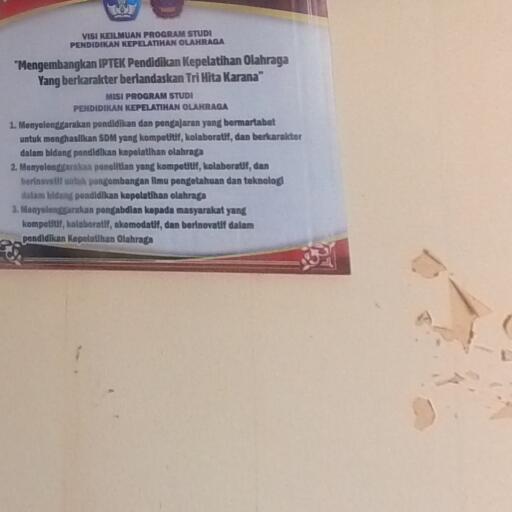 VISI KEILMUAN PROGRAM STUDI
PENDIDIKAN KEPELATIHAN OLAHRAGA
"Mengembangkan IPTEK Pendidikan Kepelatihan Olahraga
Yang berkarakter berlandaskan Tri Hita Karana"
MISI PROGRAM STUDI
PENDIDIKAN KEPELATIHAN OLAHRAGA
1. Menyelenggarakan pendidikan dan pengajaran yang bermartabat
untuk menghasilkan SDM yang kompetitif, kolaboratif, dan berkarakter
dalam bidang pendidikan kepelatihan olahraga
2. Menyelenggarakan penelitian yang kompetitif, kolaboratif, dan
berinovatif untuk pengembangan ilmu pengetahuan dan teknologi
dalam bidang pendidikan kepelatihan olahraga
3. Menyelenggarakan pengabdian kepada masyarakat yang
kompetitif, kolaboratif, akomodatif, dan berinovatif dalam
pendidikan Kepelatihan Olahraga